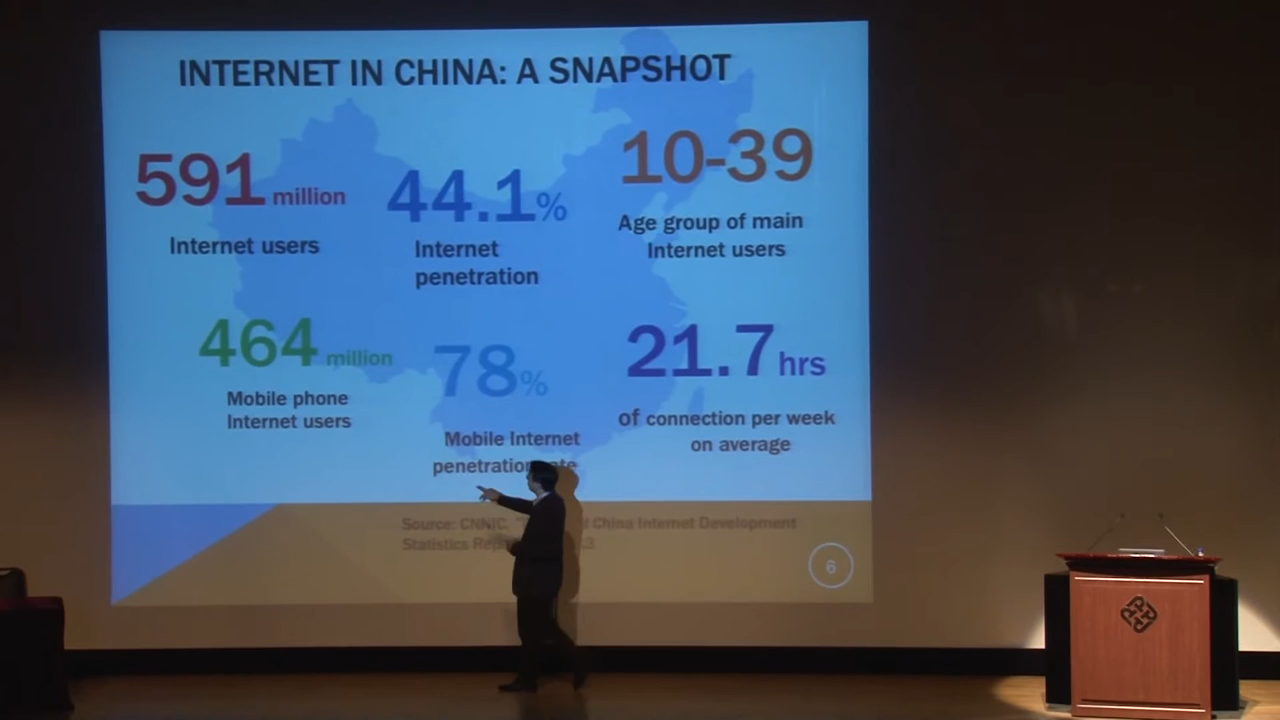 INTERNET IN CHINA: A SNAPSHOT
591 million
Internet users
44.1%
Internet
penetration
10-39
Age group of main
Internet users
464 million
Mobile phone
Internet users
78%
Mobile Internet
penetration
21.7 hrs
of connection per week
on average
Source: CNNIC, China Internet Development
Statistics
6